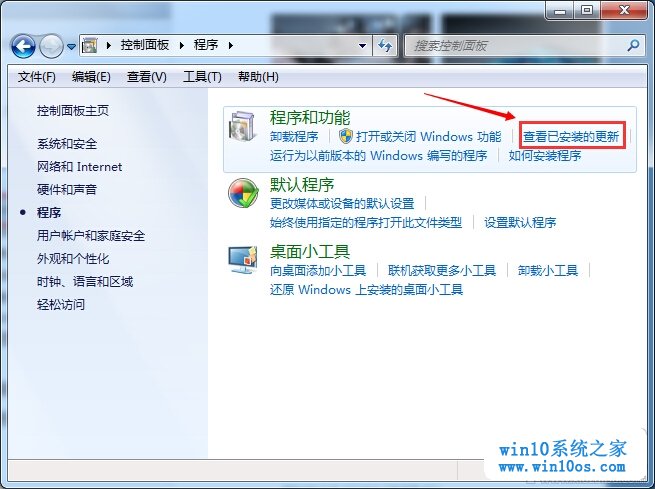 控制面板 ▸ 程序 ▸
搜索控制面板
文件(F) 编辑(E) 查看(V) 工具(T) 帮助(H)
控制面板主页
系统和安全
网络和 Internet
硬件和声音
程序
用户帐户和家庭安全
外观和个性化
时钟、语言和区域
轻松访问
程序和功能
卸载程序 打开或关闭 Windows 功能 查看已安装的更新
运行为以前版本的 Windows 编写的程序 如何安装程序
默认程序
更改媒体或设备的默认设置
始终使用指定的程序打开此文件类型 设置默认程序
桌面小工具
向桌面添加小工具 联机获取更多小工具 卸载小工具
还原 Windows 上安装的桌面小工具
win10系统之家
www.win10os.com